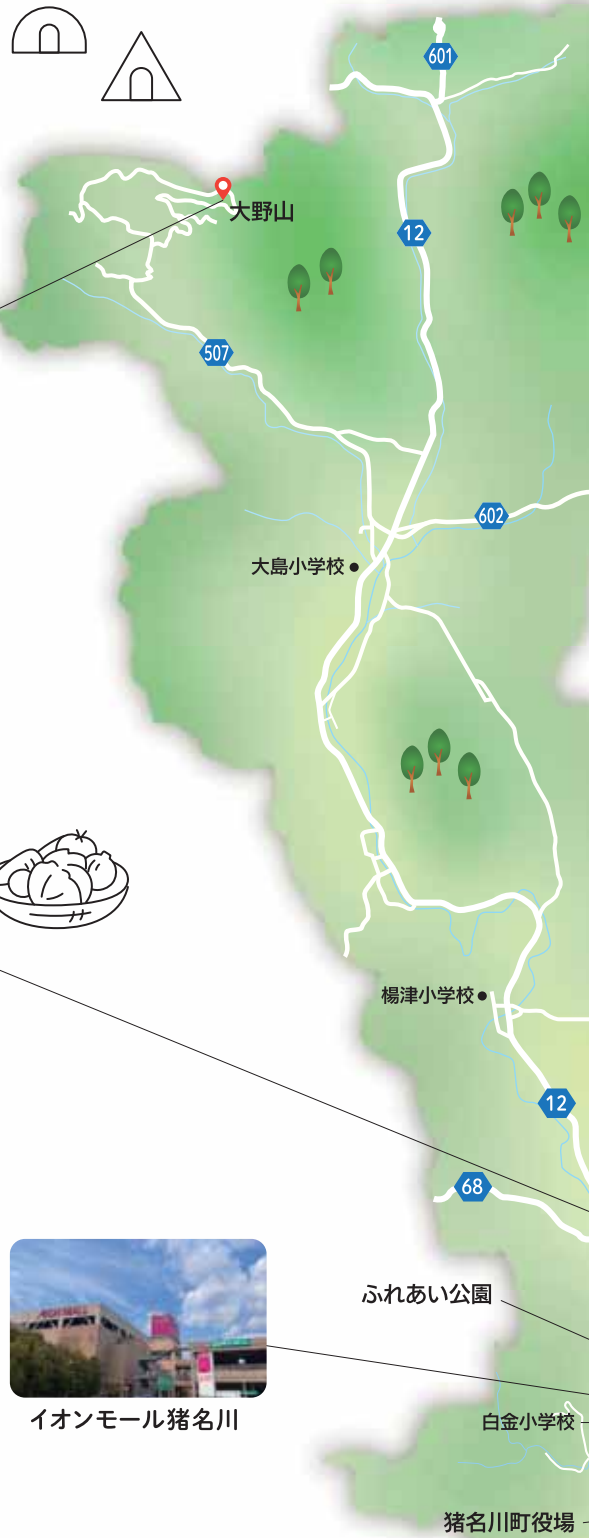 601
大野山
12
507
602
大島小学校
楊津小学校
12
68
ふれあい公園
イオンモール猪名川
白金小学校
猪名川町役場